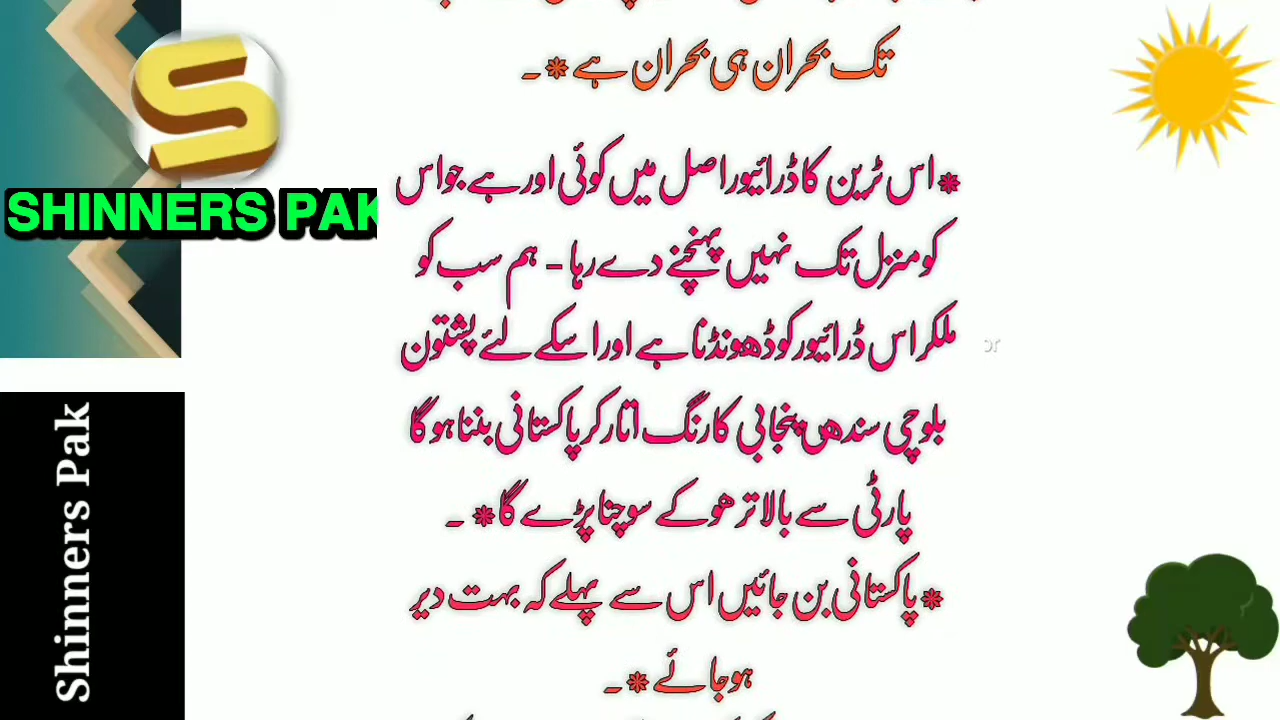 تک بحران ہی بحران ہے *۔
*اس ٹرین کا ڈرائیور اصل میں کوئی اور ہے جو اس
کو منزل تک نہیں پہنچنے دے رہا - ہم سب کو
ملکر اس ڈرائیور کو ڈھونڈنا ہے اور اسکے لئے پشتون
بلوچی سندھی پنجابی کا رنگ اتار کر پاکستانی بننا ہو گا
پارٹی سے بالاتر ھو کے سوچنا پڑے گا* ۔
*پاکستانی بن جائیں اس سے پہلے کہ بہت دیر
ہو جائے *۔
S
SHINNERS PAK
Shinners Pak